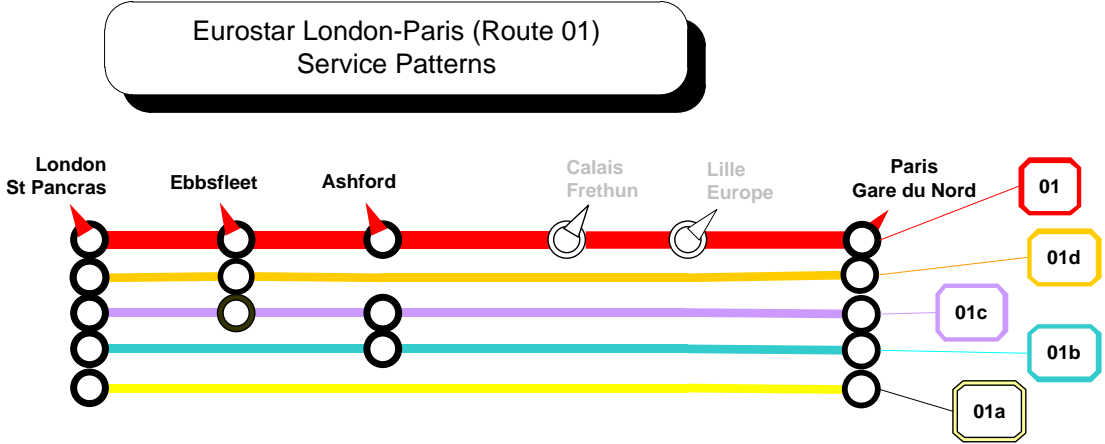 Eurostar London-Paris (Route 01)
Service Patterns
London
St Pancras
Ebbsfleet
Ashford
Calais
Frethun
Lille
Europe
Paris
Gare du Nord
01
01d
01c
01b
01a